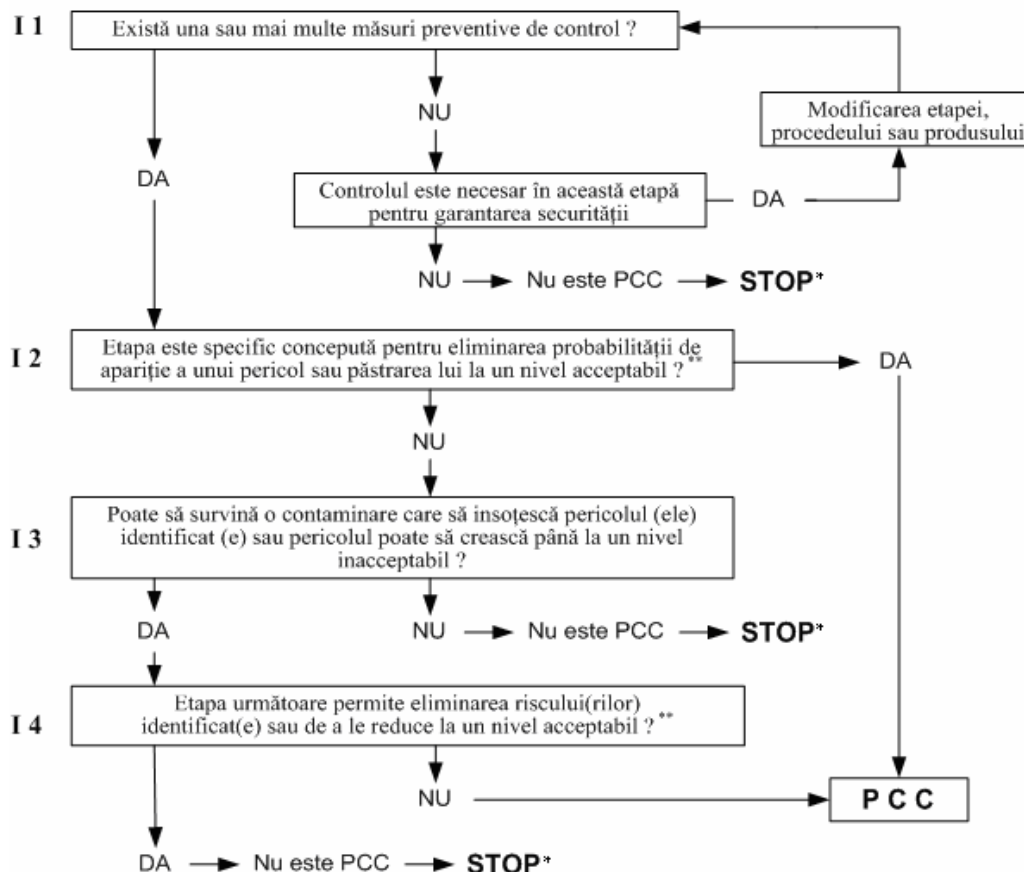 I 1
Există una sau mai multe măsuri preventive de control ?
NU
Modificarea etapei,
procedeului sau produsului
DA
Controlul este necesar în această etapă
pentru garantarea securității
DA
NU
Nu este PCC
STOP*
I 2
Etapa este specific concepută pentru eliminarea probabilității de
apariție a unui pericol sau păstrarea lui la un nivel acceptabil ? **
DA
NU
I 3
Poate să survină o contaminare care să insoțescă pericolul (ele)
identificat (e) sau pericolul poate să crească până la un nivel
inacceptabil ?
DA
NU
Nu este PCC
STOP*
I 4
Etapa următoare permite eliminarea riscului(rilor)
identificat(e) sau de a le reduce la un nivel acceptabil ? **
NU
P C C
DA
Nu este PCC
STOP*